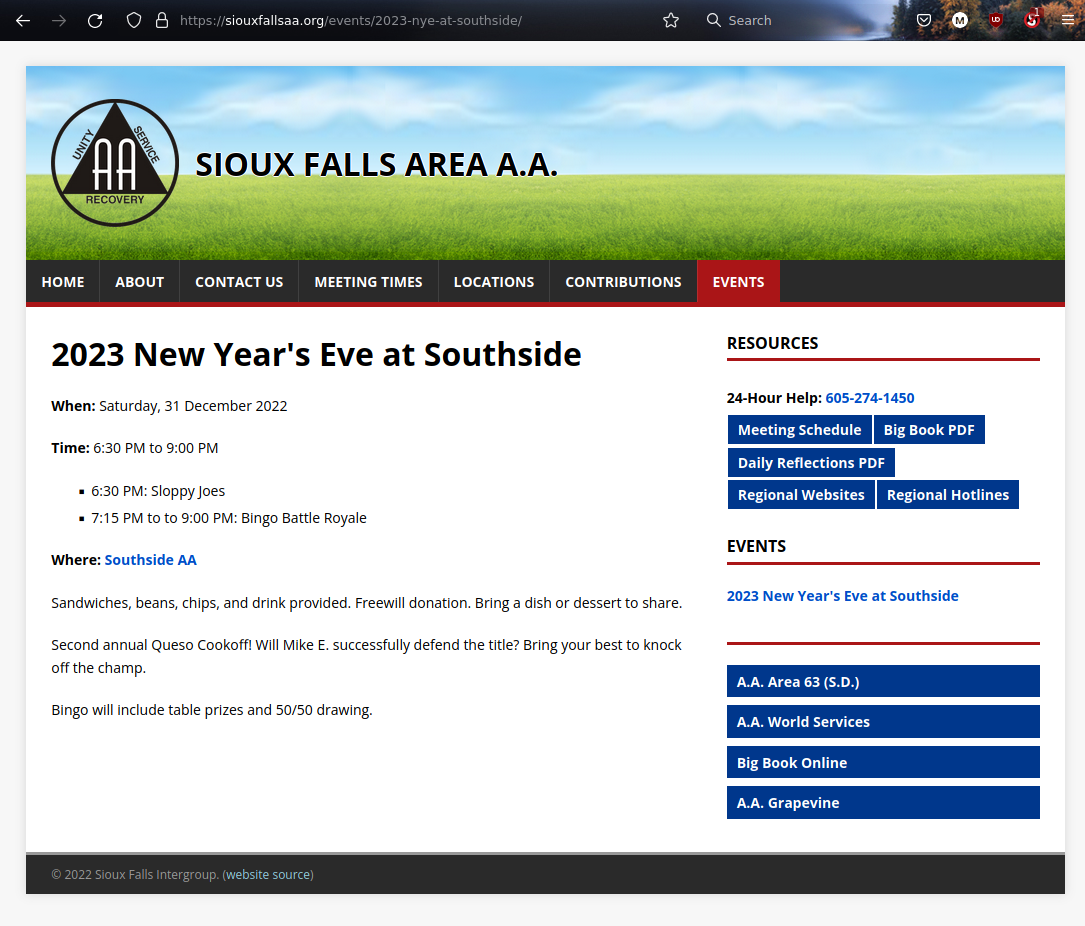 https://siouxfallsaa.org/events/2023-nye-at-southside/
Search
M
UD
1
UNITY
SERVICE
AA
RECOVERY
SIOUX FALLS AREA A.A.
HOME ABOUT CONTACT US MEETING TIMES LOCATIONS CONTRIBUTIONS EVENTS
2023 New Year's Eve at Southside
When: Saturday, 31 December 2022
Time: 6:30 PM to 9:00 PM
▪ 6:30 PM: Sloppy Joes
▪ 7:15 PM to to 9:00 PM: Bingo Battle Royale
Where: Southside AA
Sandwiches, beans, chips, and drink provided. Freewill donation. Bring a dish or dessert to share.
Second annual Queso Cookoff! Will Mike E. successfully defend the title? Bring your best to knock
off the champ.
Bingo will include table prizes and 50/50 drawing.
RESOURCES
24-Hour Help: 605-274-1450
Meeting Schedule Big Book PDF
Daily Reflections PDF
Regional Websites Regional Hotlines
EVENTS
2023 New Year's Eve at Southside
A.A. Area 63 (S.D.)
A.A. World Services
Big Book Online
A.A. Grapevine
© 2022 Sioux Falls Intergroup. (website source)